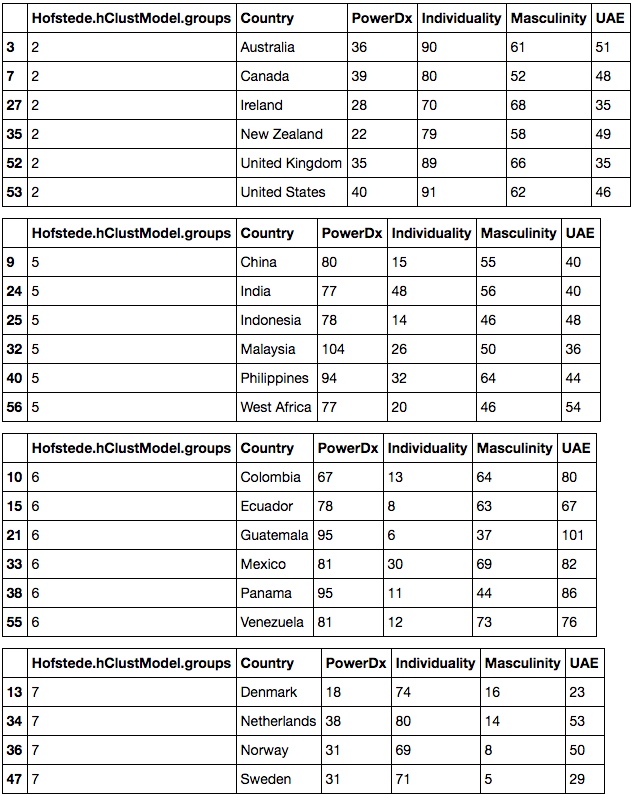 Hofstede.hClustModel.groups Country PowerDx Individuality Masculinity UAE
3 2 Australia 36 90 61 51
7 2 Canada 39 80 52 48
27 2 Ireland 28 70 68 35
35 2 New Zealand 22 79 58 49
52 2 United Kingdom 35 89 66 35
53 2 United States 40 91 62 46
Hofstede.hClustModel.groups Country PowerDx Individuality Masculinity UAE
9 5 China 80 15 55 40
24 5 India 77 48 56 40
25 5 Indonesia 78 14 46 48
32 5 Malaysia 104 26 50 36
40 5 Philippines 94 32 64 44
56 5 West Africa 77 20 46 54
Hofstede.hClustModel.groups Country PowerDx Individuality Masculinity UAE
10 6 Colombia 67 13 64 80
15 6 Ecuador 78 8 63 67
21 6 Guatemala 95 6 37 101
33 6 Mexico 81 30 69 82
38 6 Panama 95 11 44 86
55 6 Venezuela 81 12 73 76
Hofstede.hClustModel.groups Country PowerDx Individuality Masculinity UAE
13 7 Denmark 18 74 16 23
34 7 Netherlands 38 80 14 53
36 7 Norway 31 69 8 50
47 7 Sweden 31 71 5 29